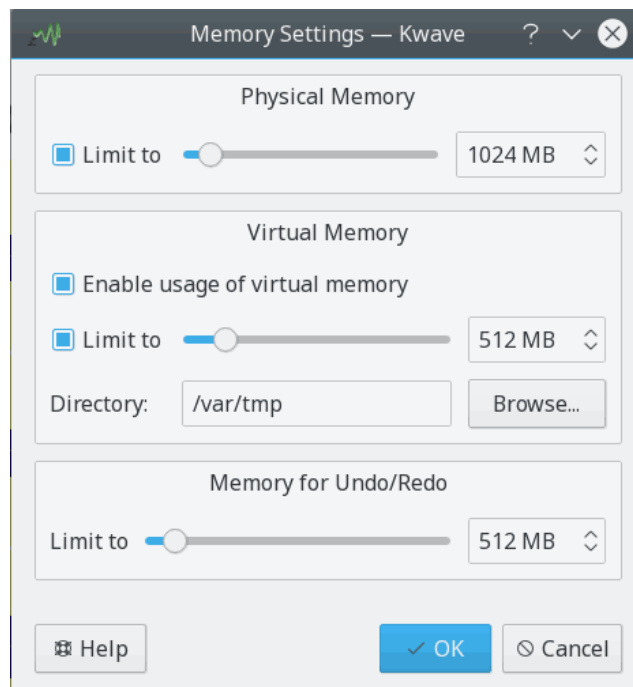 Memory Settings — Kwave ?
Physical Memory
Limit to 1024 MB
Virtual Memory
Enable usage of virtual memory
Limit to 512 MB
Directory: /var/tmp Browse...
Memory for Undo/Redo
Limit to 512 MB
Help OK Cancel